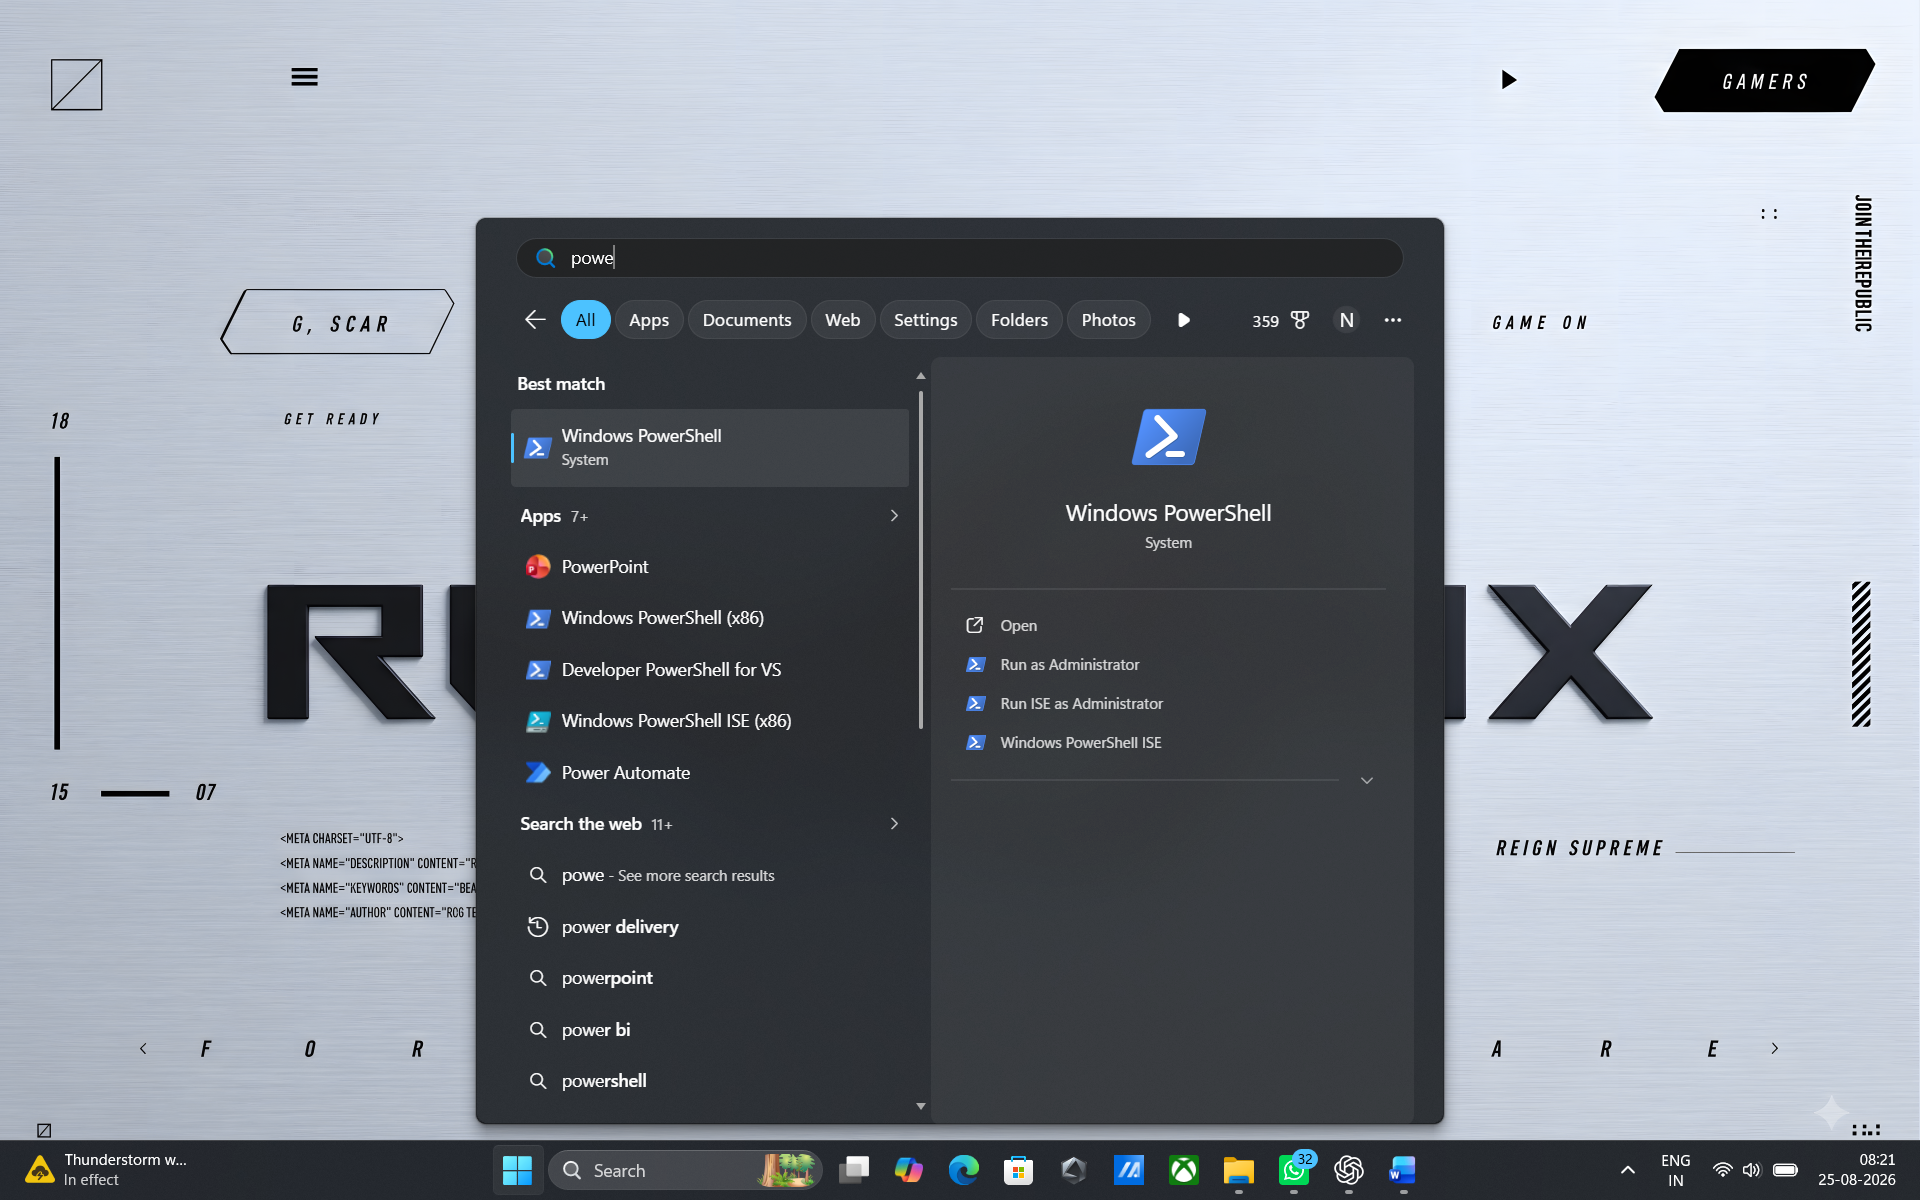 GAMERS
JOIN THE REPUBLIC
G, SCAR
GAME ON
18
GET READY
15
07
<META CHARSET="UTF-8">
<META NAME="DESCRIPTION" CONTENT="R
<META NAME="KEYWORDS" CONTENT="BEA
<META NAME="AUTHOR" CONTENT="ROG TE
REIGN SUPREME
< F O R
A R E >
powe
All
Apps
Documents
Web
Settings
Folders
Photos
359
N
Best match
Windows PowerShell
System
Apps 7+
PowerPoint
Windows PowerShell (x86)
Developer PowerShell for VS
Windows PowerShell ISE (x86)
Power Automate
Search the web 11+
powe - See more search results
power delivery
powerpoint
power bi
powershell
Windows PowerShell
System
Open
Run as Administrator
Run ISE as Administrator
Windows PowerShell ISE
Thunderstorm w...
In effect
Search
32
ENG
IN
08:21
25-08-2026